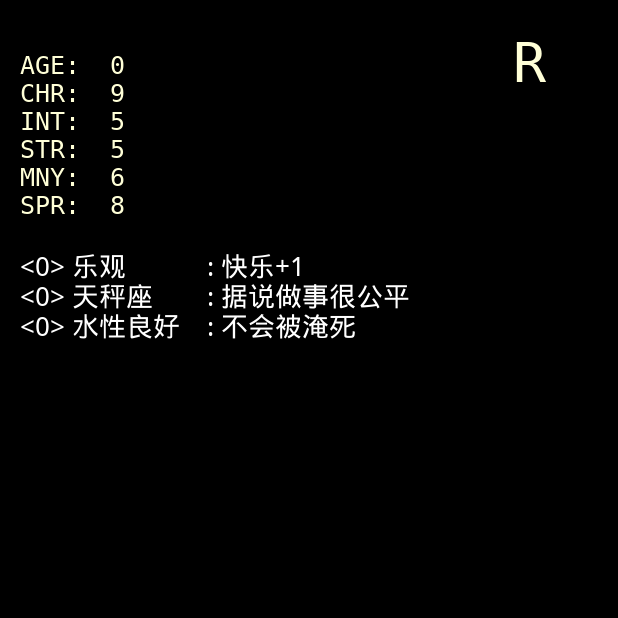 R
AGE: 0
CHR: 9
INT: 5
STR: 5
MNY: 6
SPR: 8
<O> 乐观 : 快乐+1
<O> 天秤座 : 据说做事很公平
<O> 水性良好 : 不会被淹死